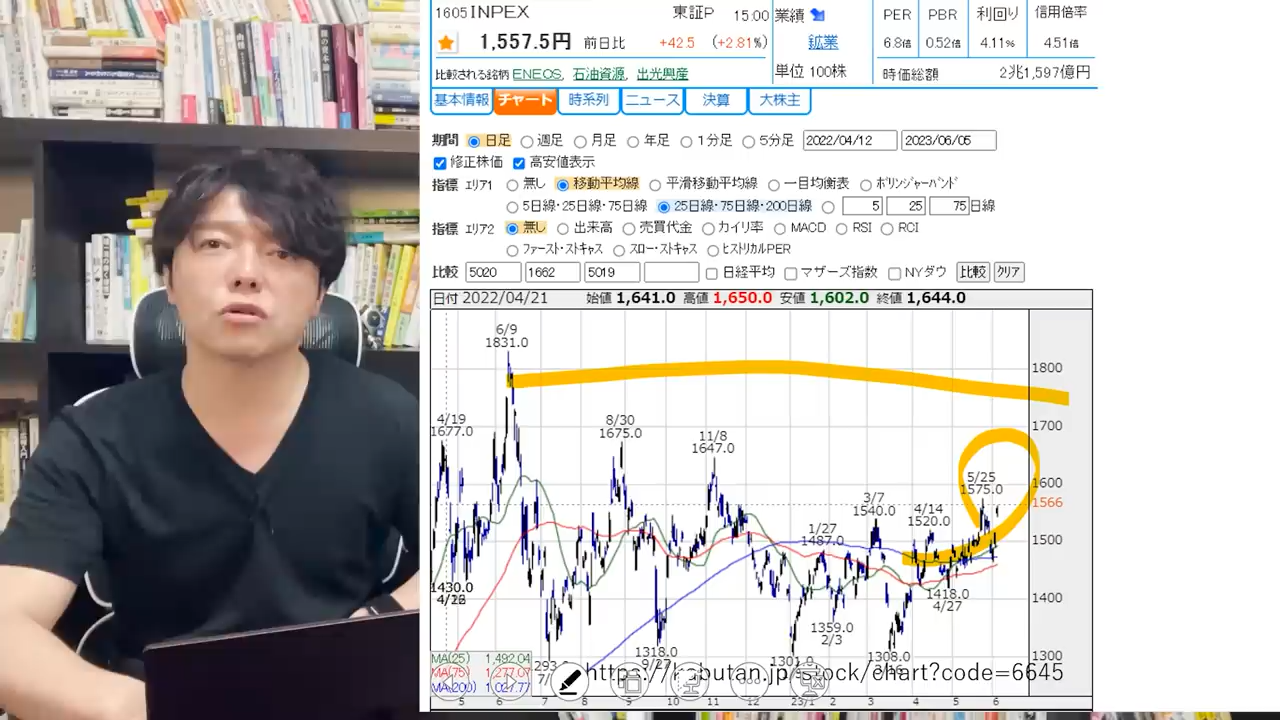 1605 INPEX 東証P 15:00
1,557.5円 前日比 +42.5 (+2.81%)
比較される銘柄 ENEOS, 石油資源, 出光興産
業績
鉱業
単位 100株
PER PBR 利回り 信用倍率
6.8倍 0.52倍 4.11% 4.51倍
時価総額 2兆1,597億円
基本情報 チャート 時系列 ニュース 決算 大株主
期間 日足 週足 月足 年足 1分足 5分足 2022/04/12 2023/06/05
修正株価 高安値表示
指標 エリア1 無し 移動平均線 平滑移動平均線 一目均衡表 ボリンジャーバンド
5日線・25日線・75日線 25日線・75日線・200日線 5 25 75 日線
指標 エリア2 無し 出来高 売買代金 カイリ率 MACD RSI RCI
ファースト・ストキャス スロー・ストキャス ヒストリカルPER
比較 5020 1662 5019 日経平均 マザーズ指数 NYダウ 比較 クリア
日付 2022/04/21 始値 1,641.0 高値 1,650.0 安値 1,602.0 終値 1,644.0
6/9
1831.0
1800
4/19
1677.0
8/30
1675.0
11/8
1647.0
1700
5/25
1575.0
1600
1566
3/7
1540.0
4/14
1520.0
1/27
1487.0
1500
1430.0
1418.0
4/27
1400
1359.0
2/3
1318.0
9/27
1308.0
1300
MA(25) 1,492.04
MA(75) 1,277.07
MA(200) 1,027.77
https://kabutan.jp/stock/chart?code=6645
5 6 7 8 9 10 11 12 23/1 2 3 4 5 6